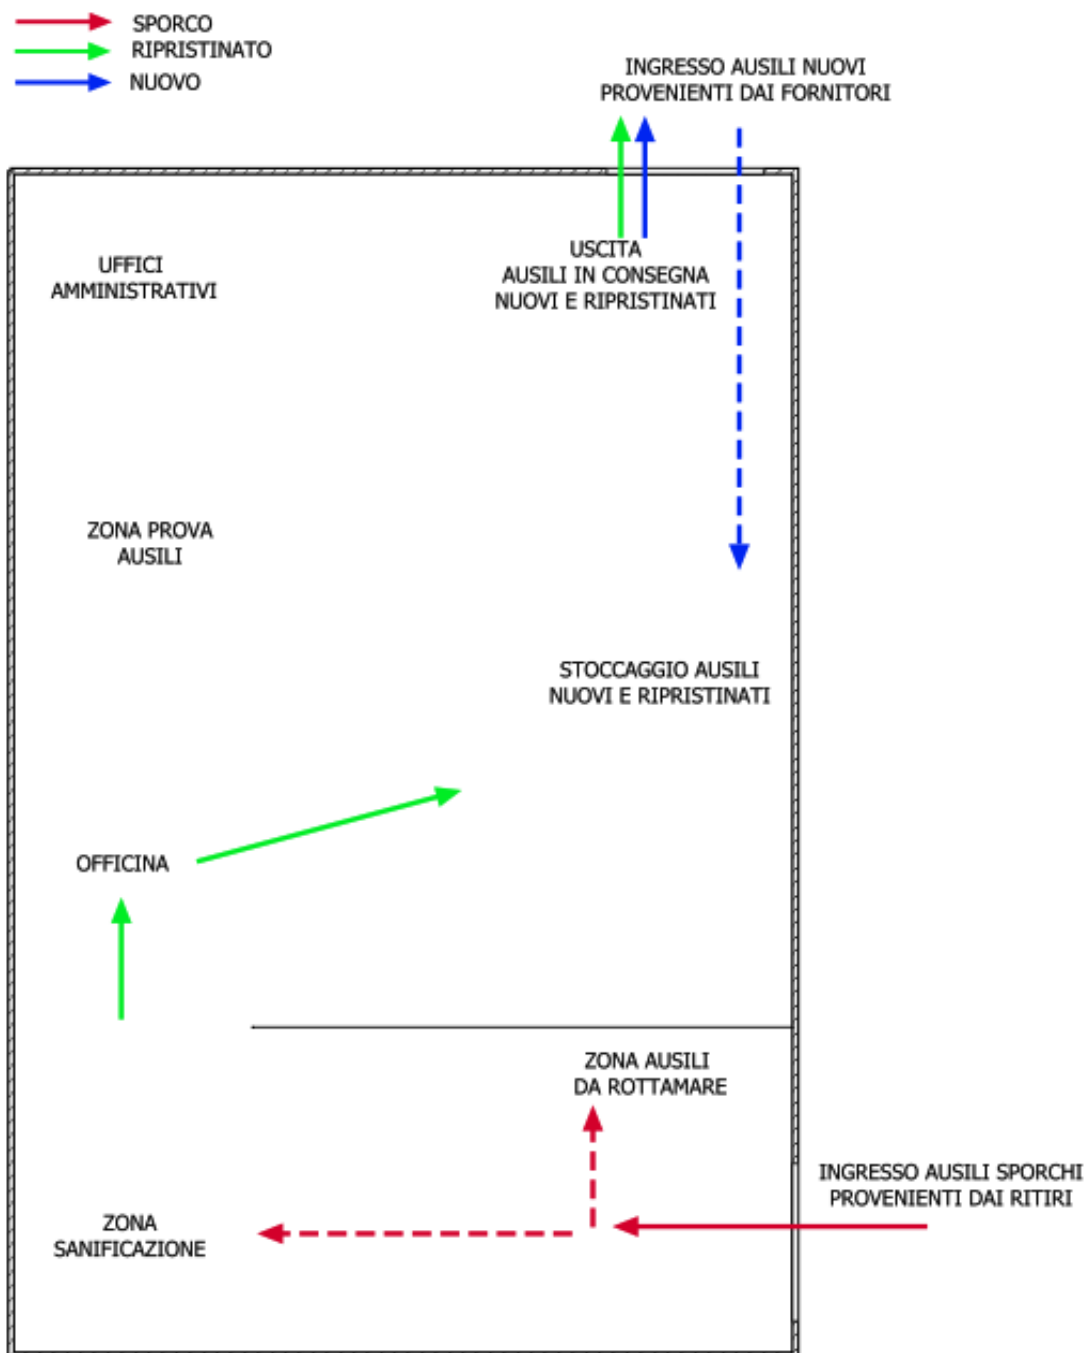 SPORCO
RIPRISTINATO
NUOVO
INGRESSO AUSILI NUOVI
PROVENIENTI DAI FORNITORI
UFFICI
AMMINISTRATIVI
USCITA
AUSILI IN CONSEGNA
NUOVI E RIPRISTINATI
ZONA PROVA
AUSILI
STOCCAGGIO AUSILI
NUOVI E RIPRISTINATI
OFFICINA
ZONA AUSILI
DA ROTTAMARE
INGRESSO AUSILI SPORCHI
PROVENIENTI DAI RITIRI
ZONA
SANIFICAZIONE